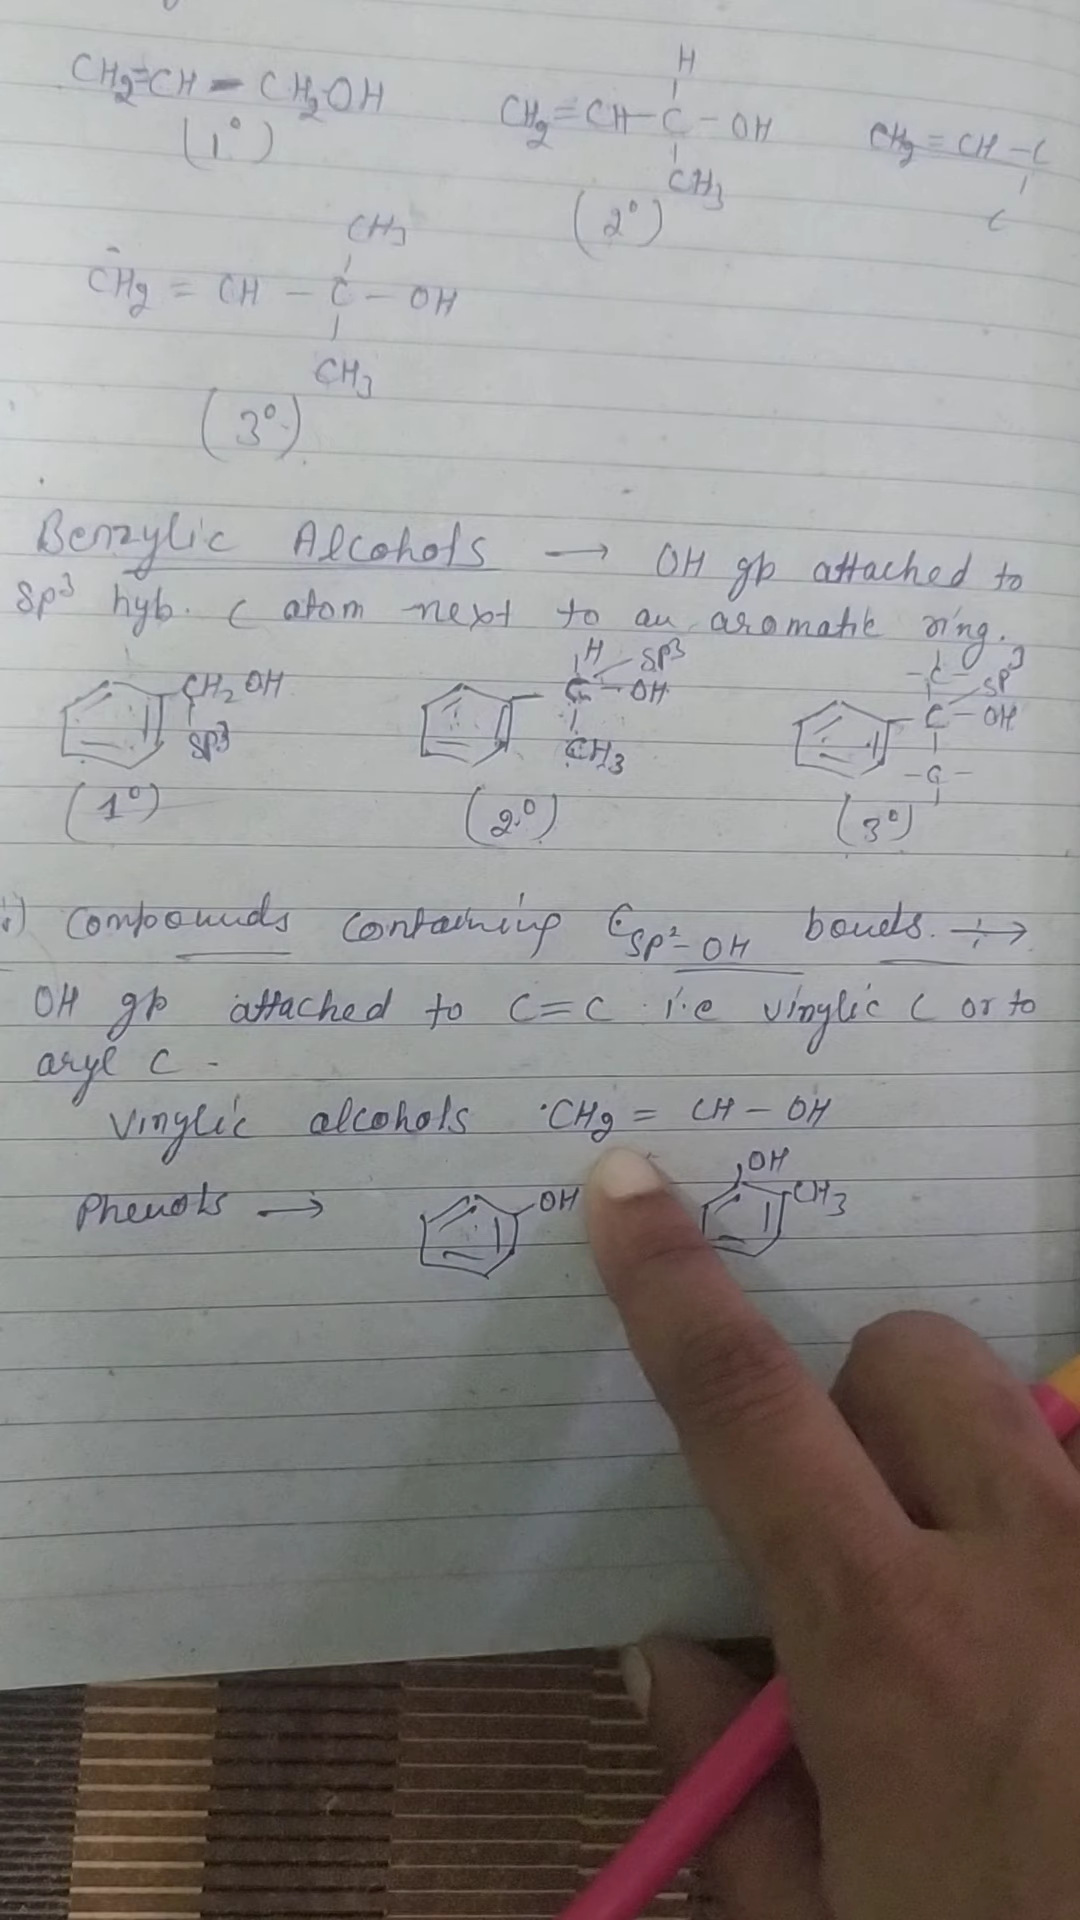 CH2=CH-CH2OH
(1°)
H
CH2=CH-C-OH
CH3
(2°)
CH2=CH-C
C
CH3
CH2 = CH - C - OH
CH3
(3°)
Benzylic Alcohols → OH gp attached to
Sp3 hyb. C atom next to an aromatic ring.
CH2OH
Sp3
(1°)
H
Sp3
C-OH
CH3
(2°)
-C-
Sp3
C-OH
-C-
(3°)
:) Compounds containing Csp2-OH bonds. →
OH gp attached to C=C i.e vinylic C or to
aryl C -
Vinylic alcohols CH2 = CH - OH
Phenols → OH
OH
CH3